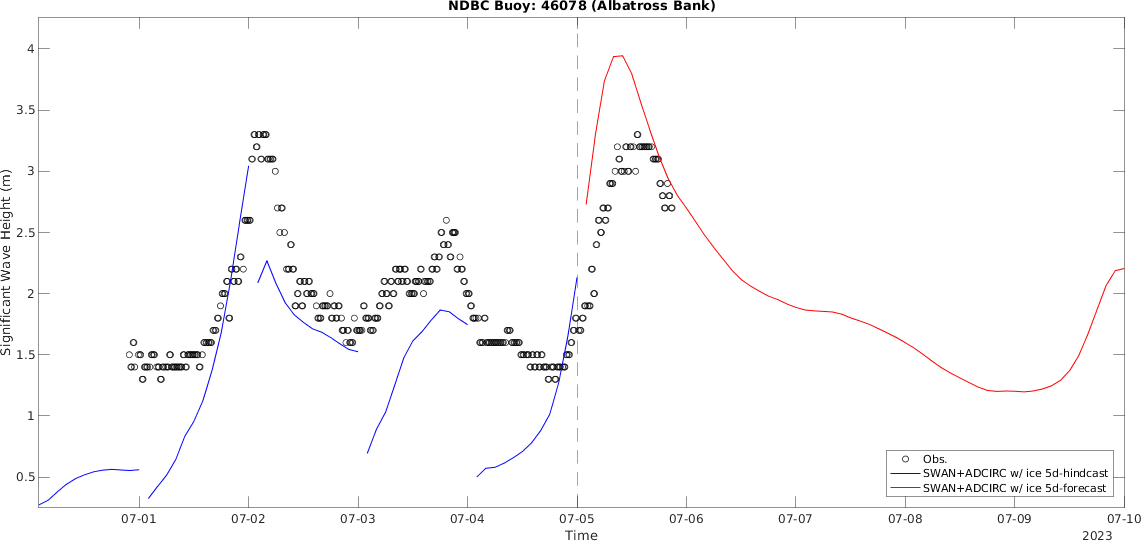 NDBC Buoy: 46078 (Albatross Bank)
4
3.5
3
2.5
2
1.5
1
0.5
Significant Wave Height (m)
07-01 07-02 07-03 07-04 07-05 07-06 07-07 07-08 07-09 07-10
Time
2023
Obs.
SWAN+ADCIRC w/ ice 5d-hindcast
SWAN+ADCIRC w/ ice 5d-forecast